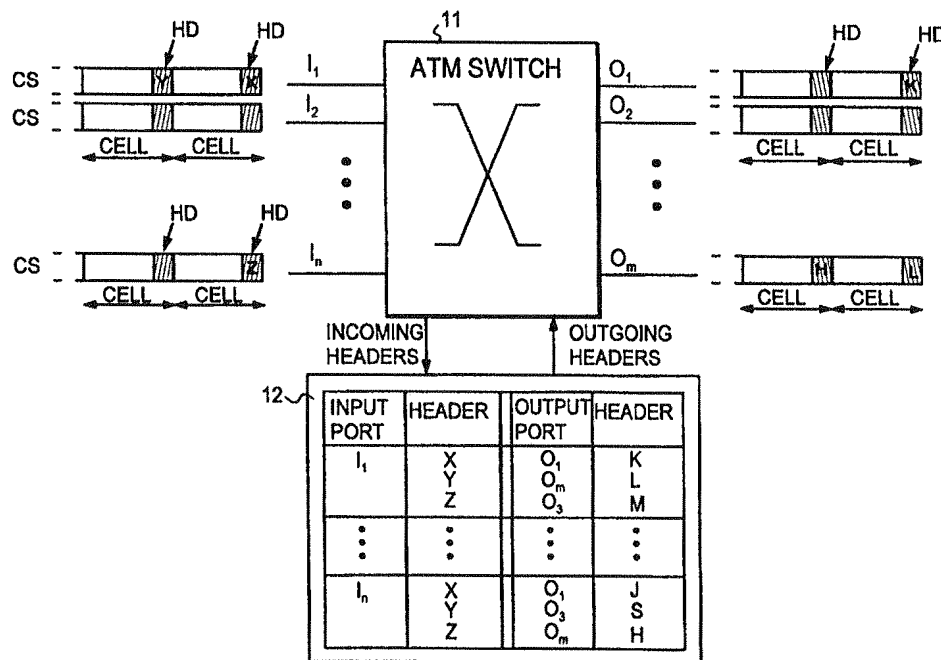 11
HD HD HD HD
CS Y K I₁ ATM SWITCH O₁ K
CS I₂ O₂
CELL CELL CELL CELL
HD HD
CS Z Iₙ Oₘ H L
CELL CELL CELL CELL
INCOMING HEADERS OUTGOING HEADERS
12
INPUT PORT HEADER OUTPUT PORT HEADER
I₁ X O₁ K
Y Oₘ L
Z O₃ M
Iₙ X O₁ J
Y O₃ S
Z Oₘ H